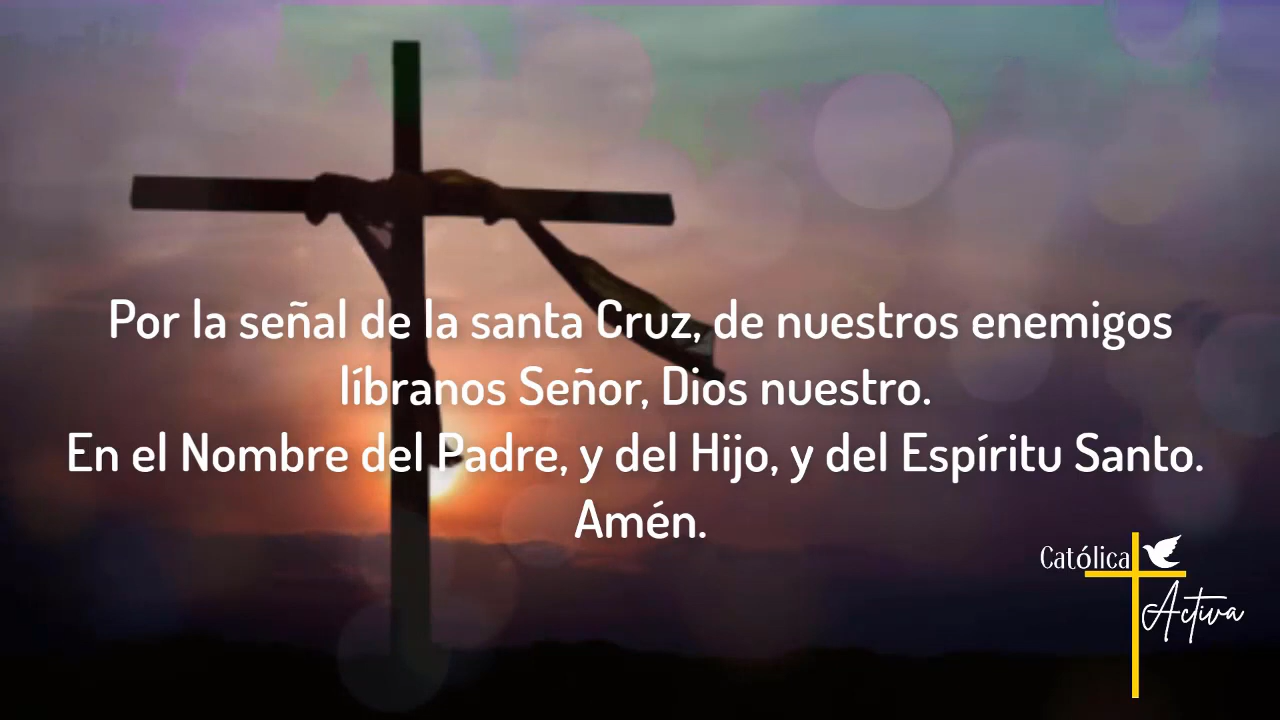 Por la señal de la santa Cruz, de nuestros enemigos
líbranos Señor, Dios nuestro.
En el Nombre del Padre, y del Hijo, y del Espíritu Santo.
Amén.
Católica
Activa